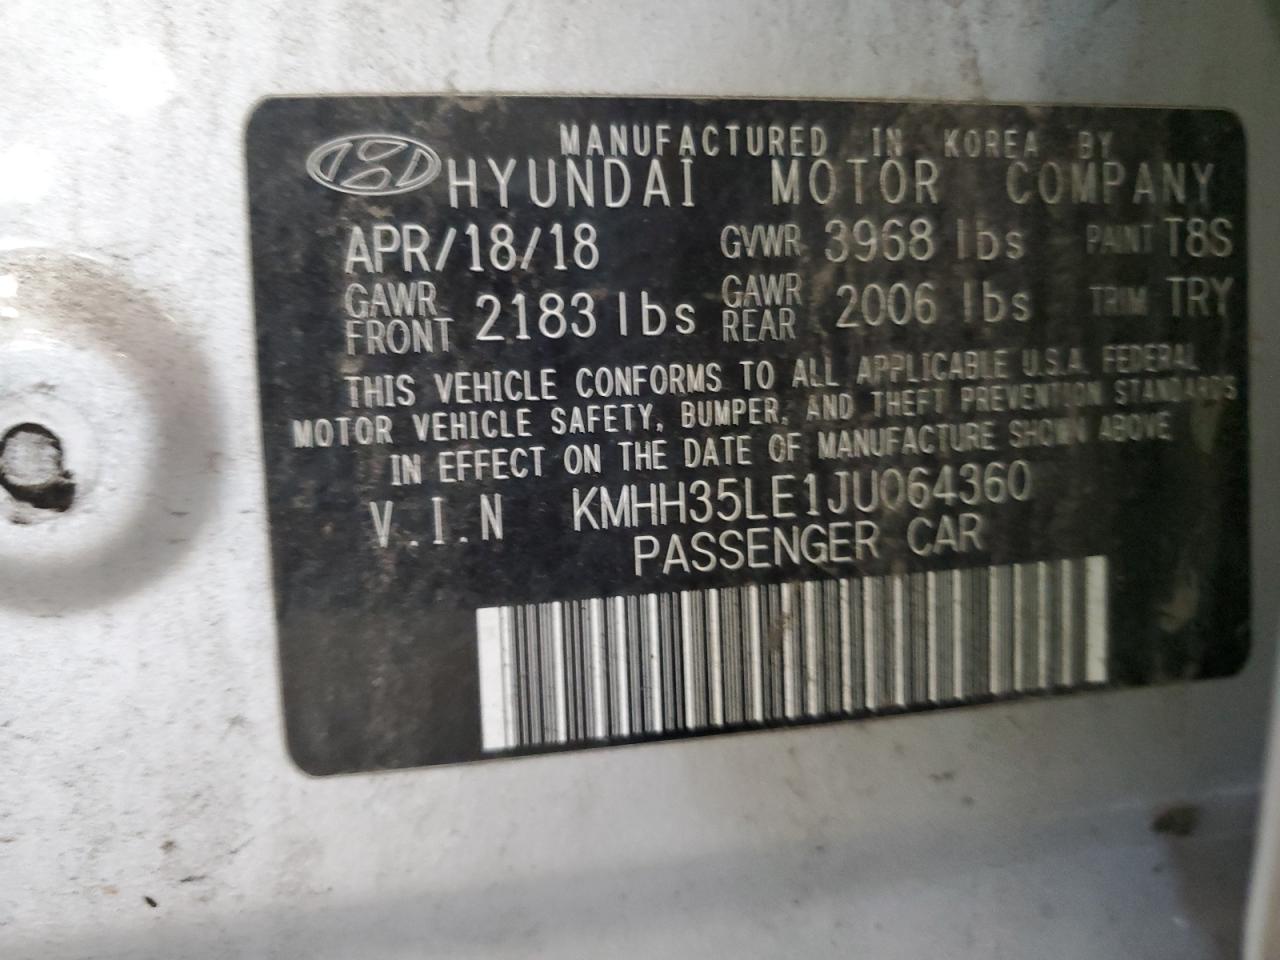 MANUFACTURED IN KOREA BY
HYUNDAI MOTOR COMPANY
APR/18/18 GVWR 3968 lbs PAINT T8S
GAWR FRONT 2183 lbs GAWR REAR 2006 lbs TRIM TRY
THIS VEHICLE CONFORMS TO ALL APPLICABLE U.S.A. FEDERAL
MOTOR VEHICLE SAFETY, BUMPER, AND THEFT PREVENTION STANDARDS
IN EFFECT ON THE DATE OF MANUFACTURE SHOWN ABOVE
V.I.N KMHH35LE1JU064360
PASSENGER CAR